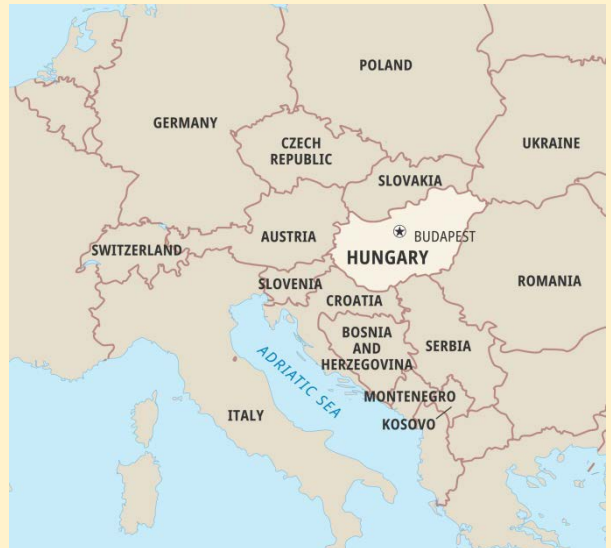 POLAND
GERMANY
UKRAINE
CZECH
REPUBLIC
SLOVAKIA
AUSTRIA
BUDAPEST
SWITZERLAND
HUNGARY
SLOVENIA
ROMANIA
CROATIA
BOSNIA
AND
HERZEGOVINA
SERBIA
ADRIATIC SEA
MONTENEGRO
ITALY
KOSOVO